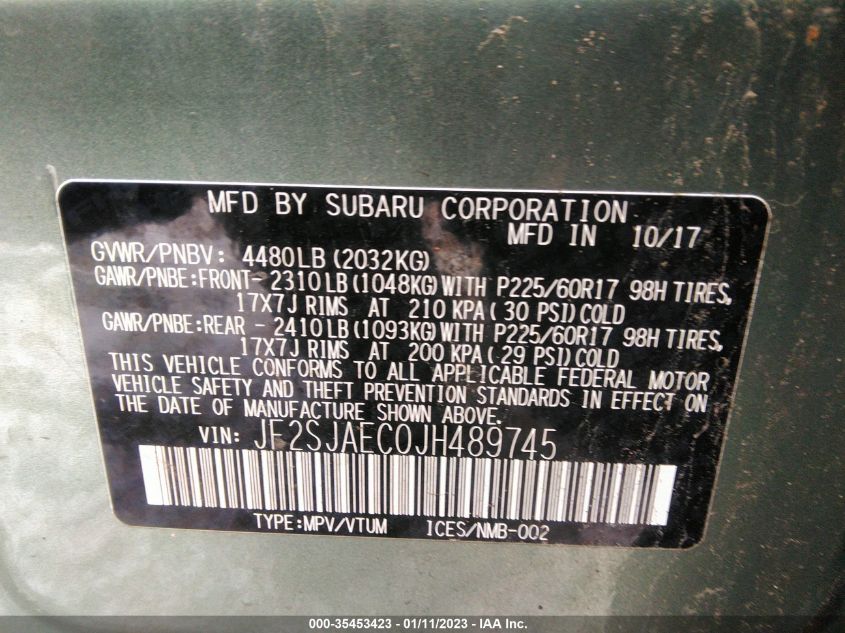 MFD BY SUBARU CORPORATION
MFD IN 10/17
GVWR/PNBV: 4480LB (2032KG)
GAWR/PNBE:FRONT- 2310LB(1048KG)WITH P225/60R17 98H TIRES,
17X7J RIMS AT 210 KPA( 30 PSI)COLD
GAWR/PNBE:REAR - 2410LB(1093KG)WITH P225/60R17 98H TIRES,
17X7J RIMS AT 200 KPA( 29 PSI)COLD
THIS VEHICLE CONFORMS TO ALL APPLICABLE FEDERAL MOTOR
VEHICLE SAFETY AND THEFT PREVENTION STANDARDS IN EFFECT ON
THE DATE OF MANUFACTURE SHOWN ABOVE.
VIN: JF2SJAEC0JH489745
TYPE:MPV/VTUM ICES/NMB-002
000-35453423 - 01/11/2023 - IAA Inc.